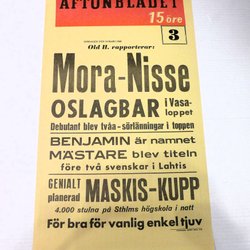 AFTONBLADET
15 öre
3
Old B. rapporterar:
Mora-Nisse
OSLAGBAR i Vasa-
loppet
Debutant blev tvåa - sörlänningar i toppen
BENJAMIN är namnet
MÄSTARE blev titeln
före två svenskar i Lahtis
GENIALT
planerad
MASKIS-KUPP
4.000 stulna på Sthlms högskola i natt
För bra för vanlig enkel tjuv